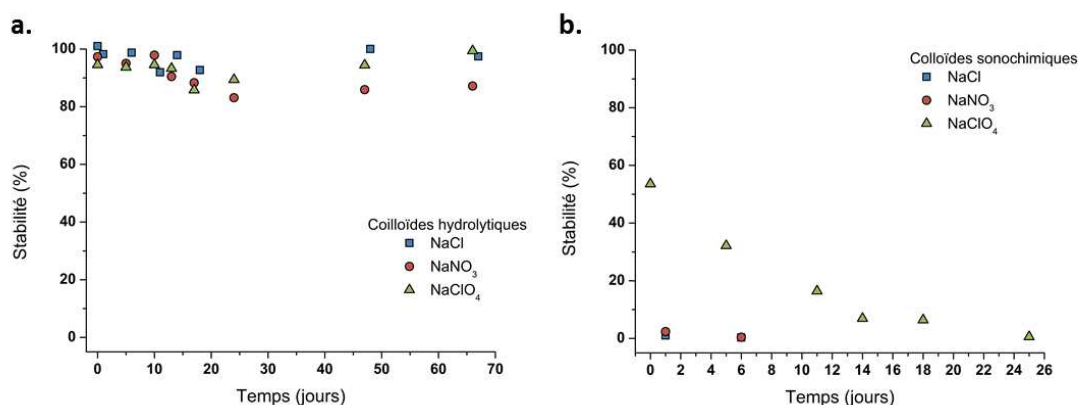 a.
100
80
60
40
20
0
Stabilité (%)
Coilloïdes hydrolytiques
NaCl
NaNO3
NaClO4
0 10 20 30 40 50 60 70
Temps (jours)
b.
100
80
60
40
20
0
Stabilité (%)
Colloïdes sonochimiques
NaCl
NaNO3
NaClO4
0 2 4 6 8 10 12 14 16 18 20 22 24 26
Temps (jours)